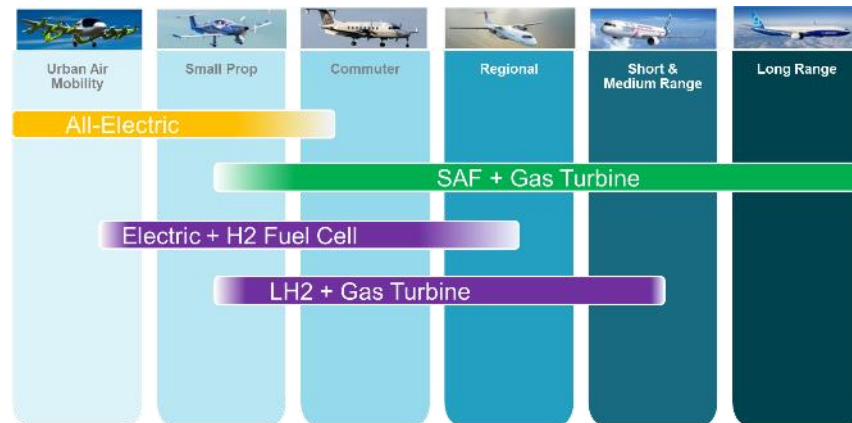 Urban Air
Mobility
Small Prop
Commuter
Regional
Short &
Medium Range
Long Range
All-Electric
SAF + Gas Turbine
Electric + H2 Fuel Cell
LH2 + Gas Turbine